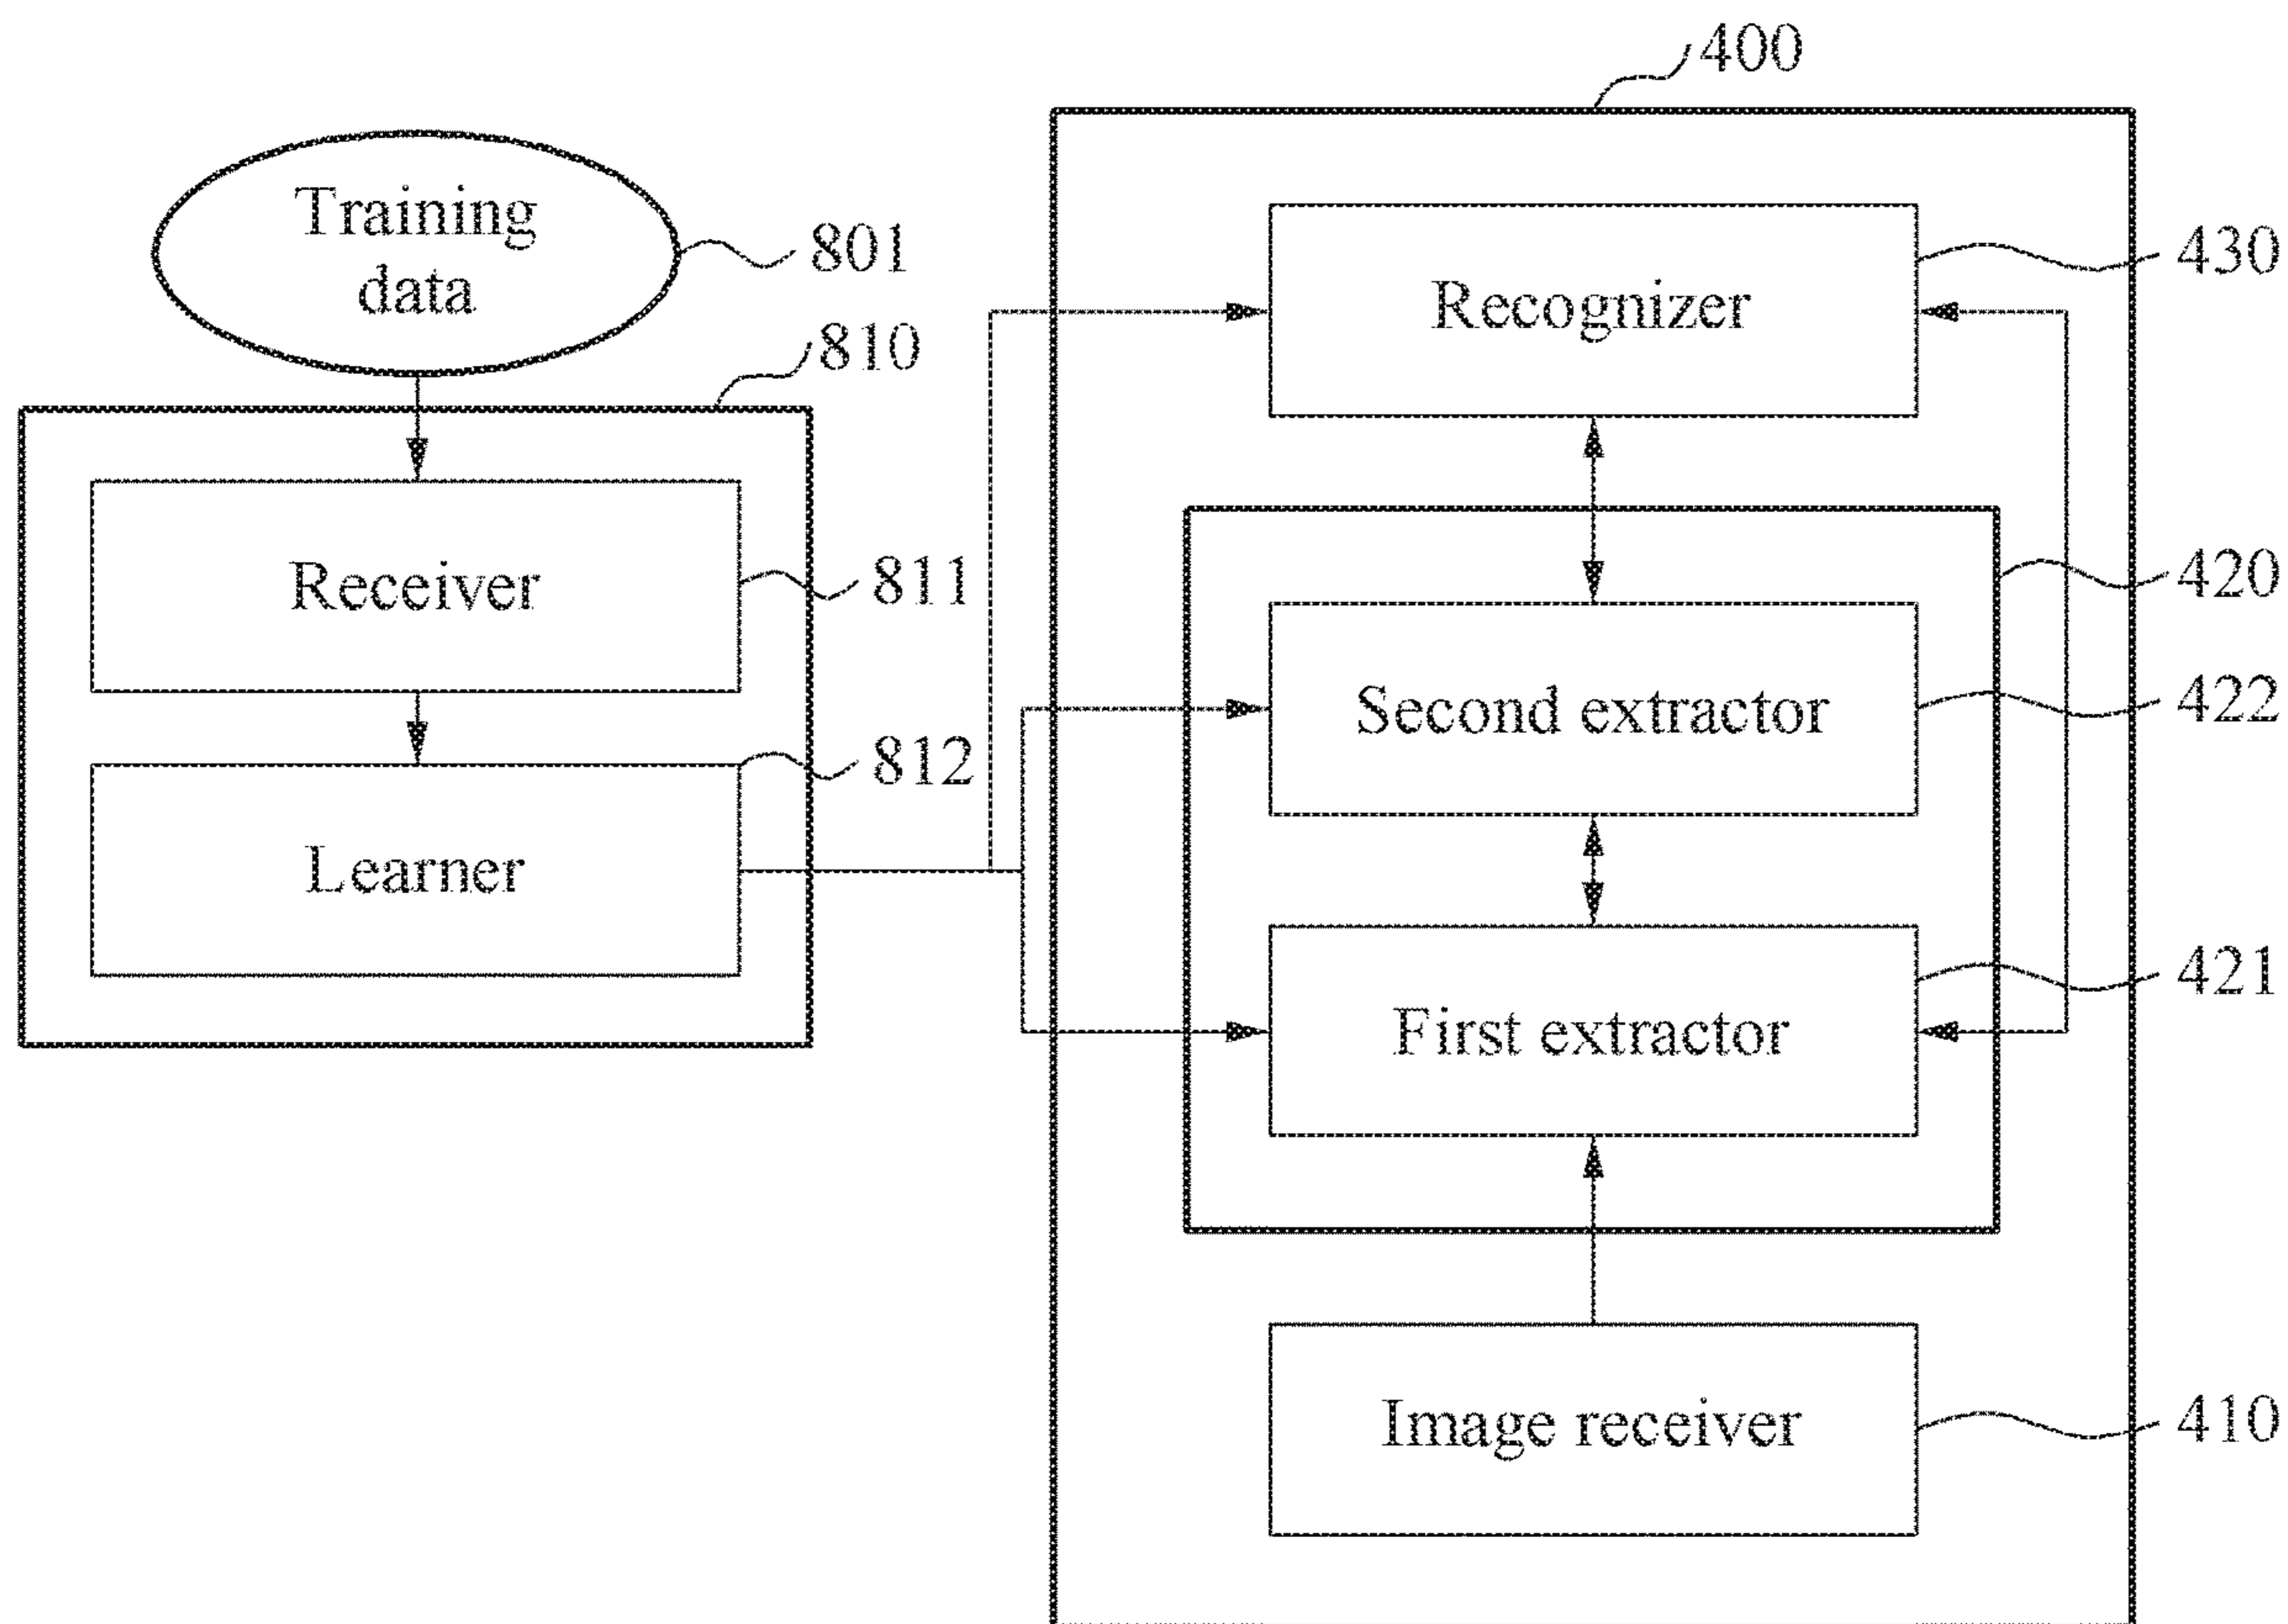 400
Training
data
801
810
Recognizer
430
Receiver
811
420
Second extractor
422
Learner
812
First extractor
421
Image receiver
410